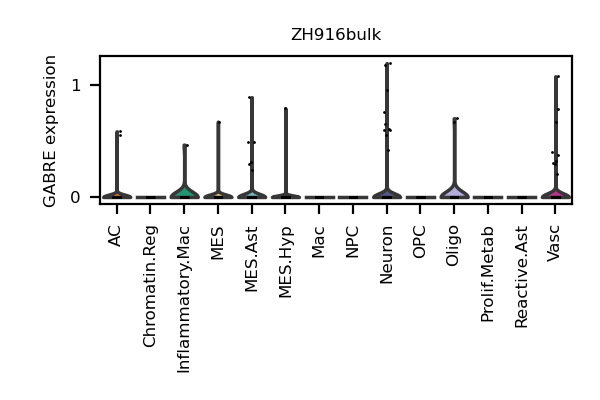 ZH916bulk
GABRE expression
1
0
AC
Chromatin.Reg
Inflammatory.Mac
MES
MES.Ast
MES.Hyp
Mac
NPC
Neuron
OPC
Oligo
Prolif.Metab
Reactive.Ast
Vasc